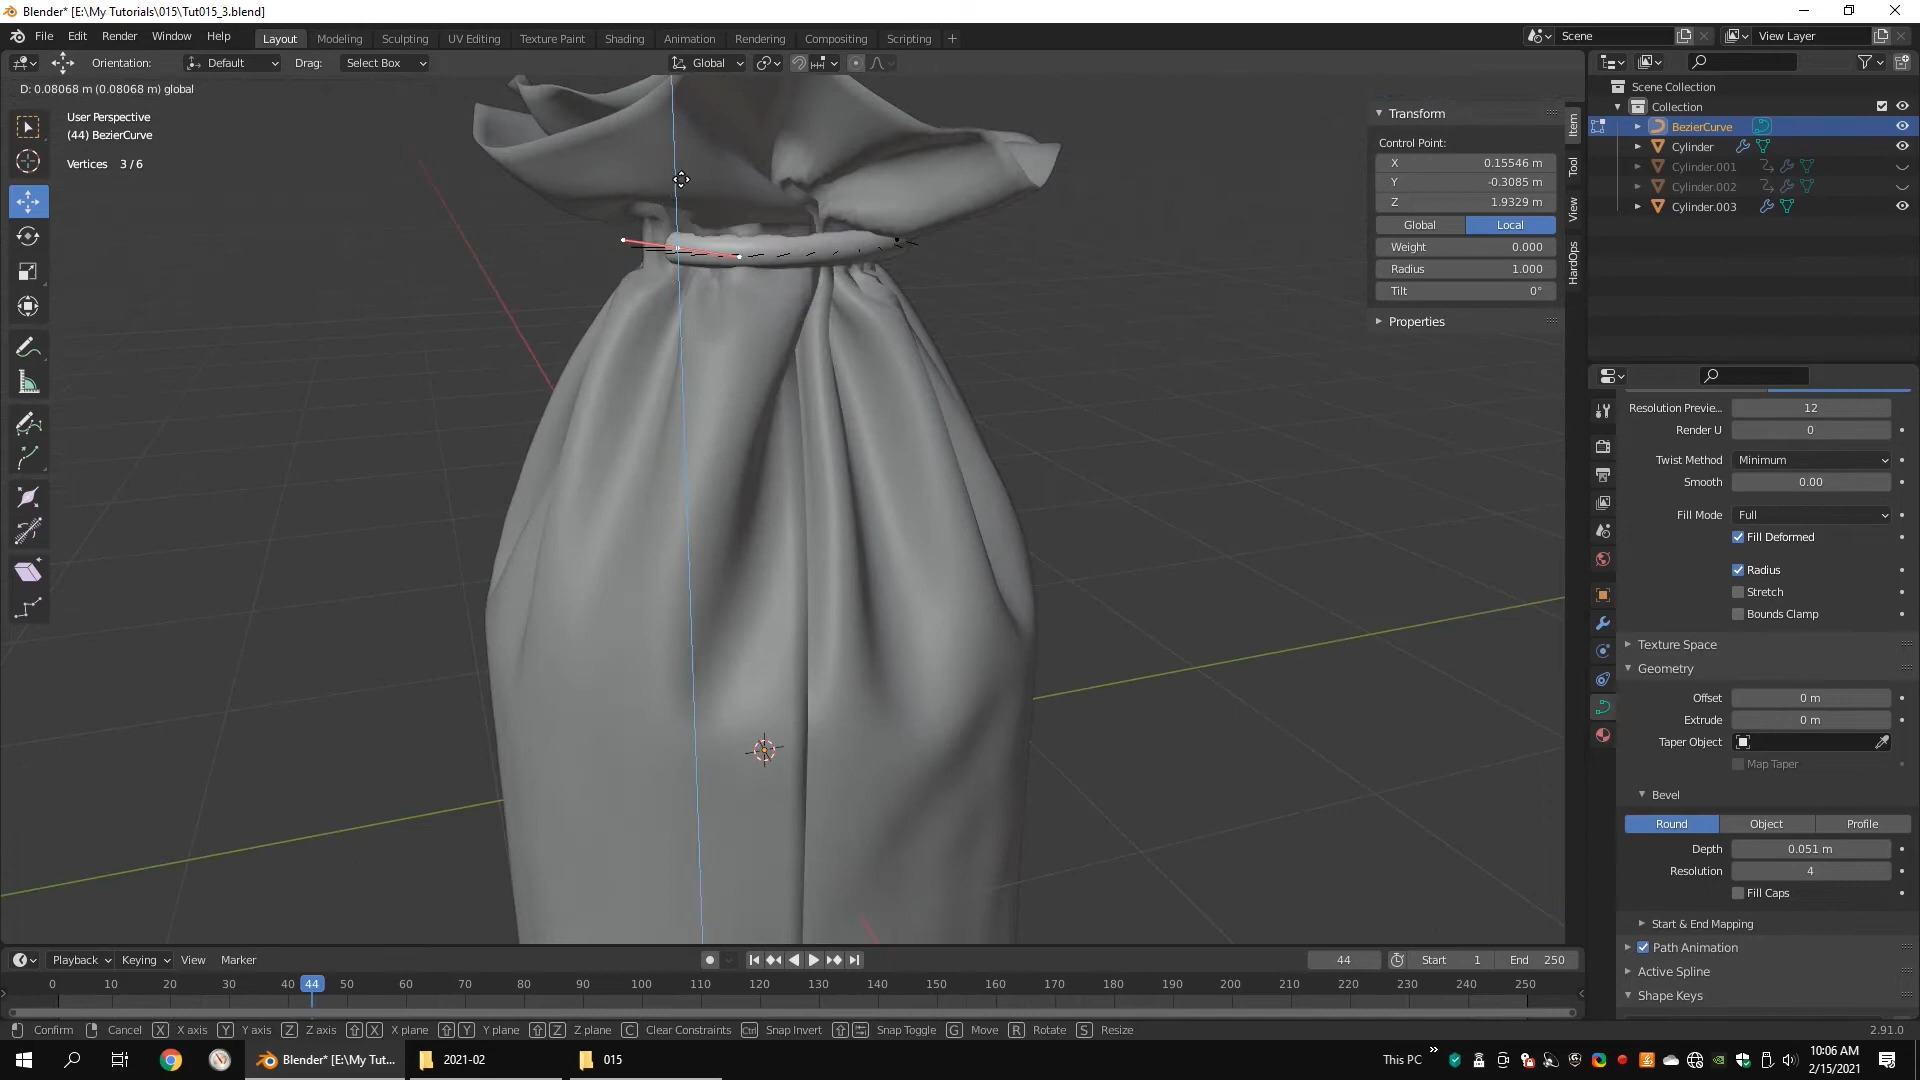 Blender* [E:\My Tutorials\015\Tut015_3.blend]
File Edit Render Window Help Layout Modeling Sculpting UV Editing Texture Paint Shading Animation Rendering Compositing Scripting + Scene View Layer
Orientation: Default Drag: Select Box Global
D: 0.08068 m (0.08068 m) global
User Perspective
(44) BezierCurve
Vertices 3 / 6
Transform
Control Point:
X 0.15546 m
Y -0.3085 m
Z 1.9329 m
Global Local
Weight 0.000
Radius 1.000
Tilt 0°
Properties
Item
Tool
View
HardOps
Scene Collection
Collection
BezierCurve
Cylinder
Cylinder.001
Cylinder.002
Cylinder.003
Resolution Previe... 12
Render U 0
Twist Method Minimum
Smooth 0.00
Fill Mode Full
Fill Deformed
Radius
Stretch
Bounds Clamp
Texture Space
Geometry
Offset 0 m
Extrude 0 m
Taper Object
Map Taper
Bevel
Round Object Profile
Depth 0.051 m
Resolution 4
Fill Caps
Start & End Mapping
Path Animation
Active Spline
Shape Keys
Playback Keying View Marker 44 Start 1 End 250
0 10 20 30 40 44 50 60 70 80 90 100 110 120 130 140 150 160 170 180 190 200 210 220 230 240 250
Confirm Cancel X X axis Y Y axis Z Z axis X X plane Y Y plane Z Z plane C Clear Constraints Ctrl Snap Invert Snap Toggle G Move R Rotate S Resize 2.91.0
Blender* [E:\My Tut... 2021-02 015 This PC » 10:06 AM
2/15/2021